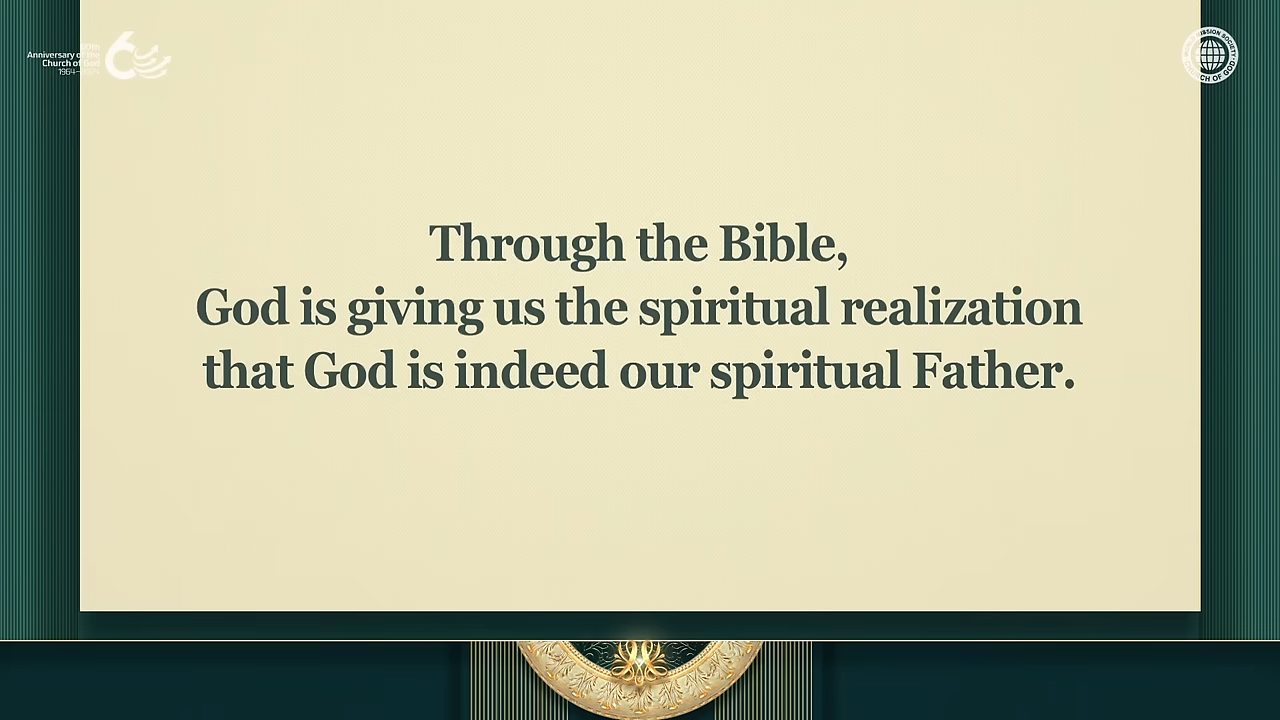 Anniversary of the
Church of God
1964–
Through the Bible,
God is giving us the spiritual realization
that God is indeed our spiritual Father.